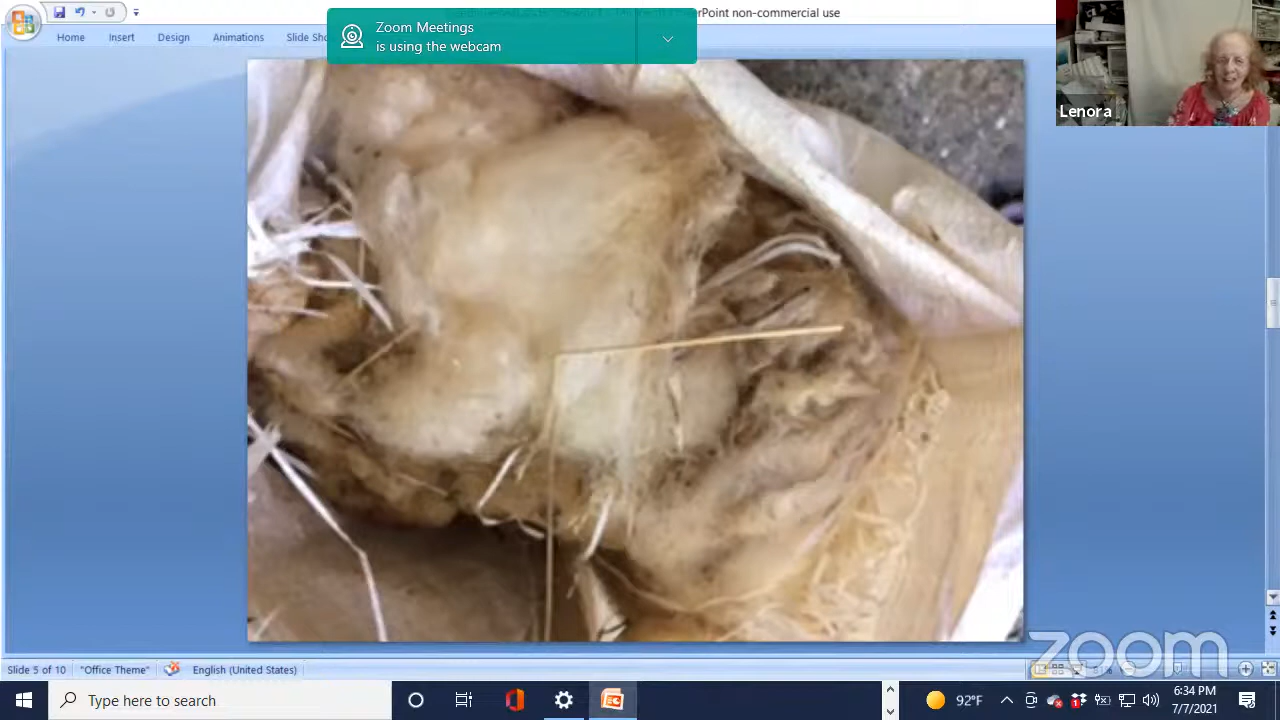 PowerPoint non-commercial use
Home
Insert
Design
Animations
Slide Sho
Zoom Meetings
is using the webcam
Lenora
Slide 5 of 10
"Office Theme"
English (United States)
zoom
Type here to search
92°F
6:34 PM
7/7/2021